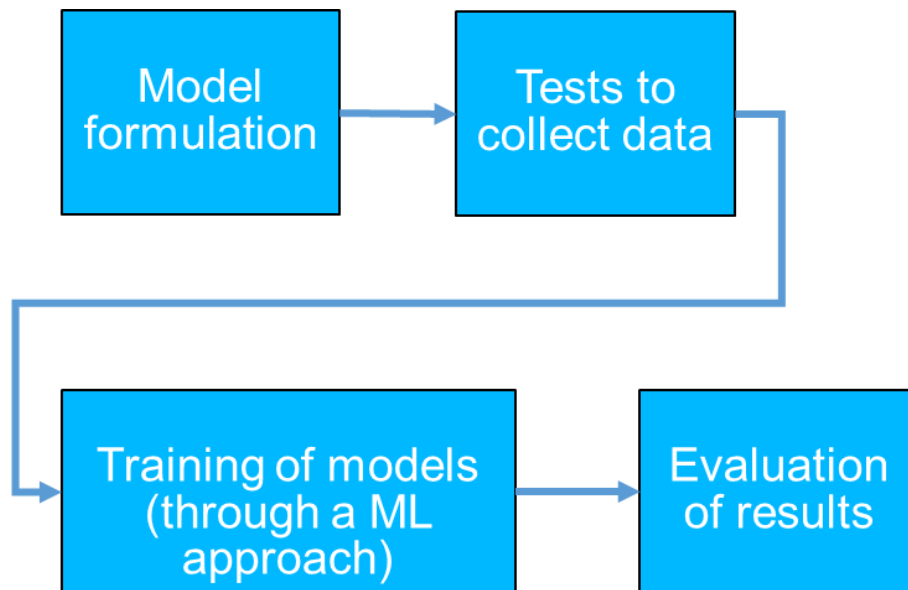 Model
formulation
Tests to
collect data
Training of models
(through a ML
approach)
Evaluation
of results